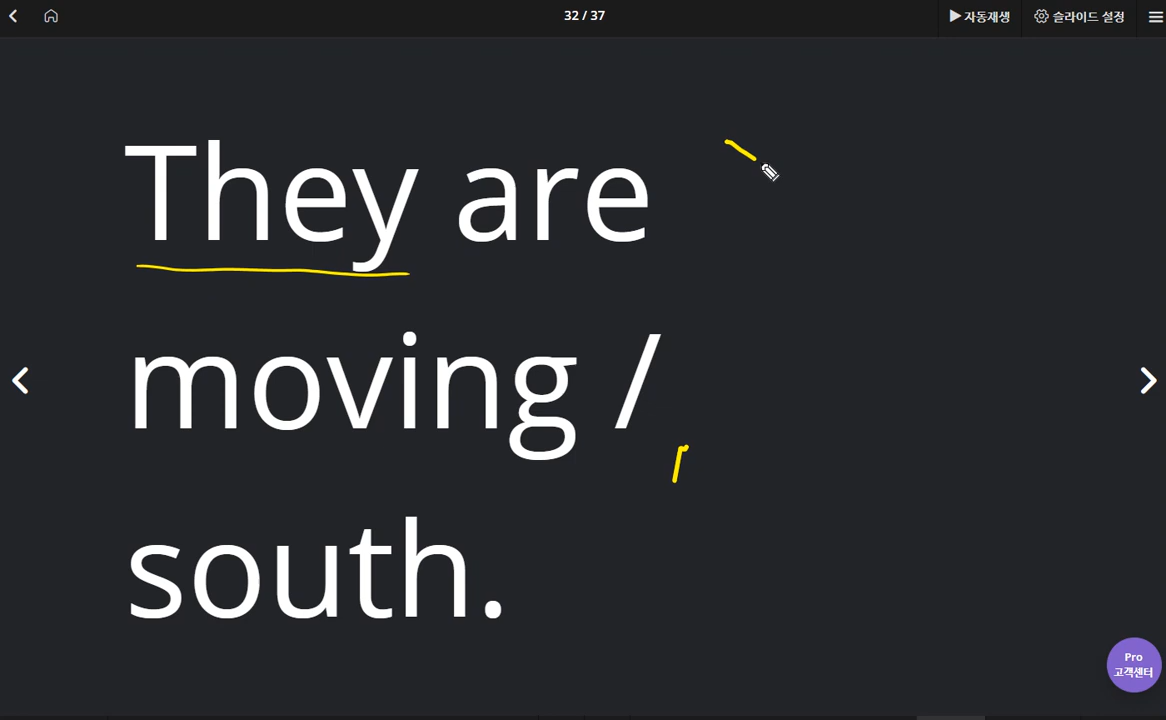 32 / 37
▶ 자동재생
슬라이드 설정
They are
moving /
south.
Pro
고객센터